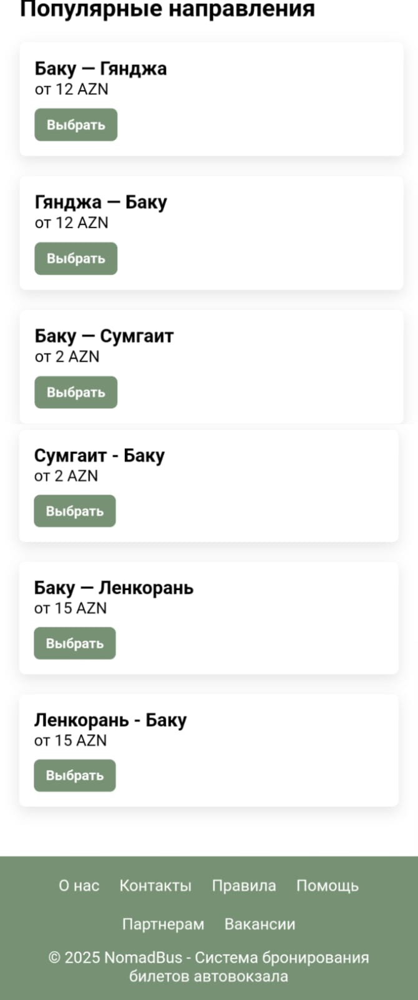 Популярные направления
Баку — Гянджа
от 12 AZN
Выбрать
Гянджа — Баку
от 12 AZN
Выбрать
Баку — Сумгаит
от 2 AZN
Выбрать
Сумгаит - Баку
от 2 AZN
Выбрать
Баку — Ленкорань
от 15 AZN
Выбрать
Ленкорань - Баку
от 15 AZN
Выбрать
О нас Контакты Правила Помощь
Партнерам Вакансии
© 2025 NomadBus - Система бронирования
билетов автовокзала